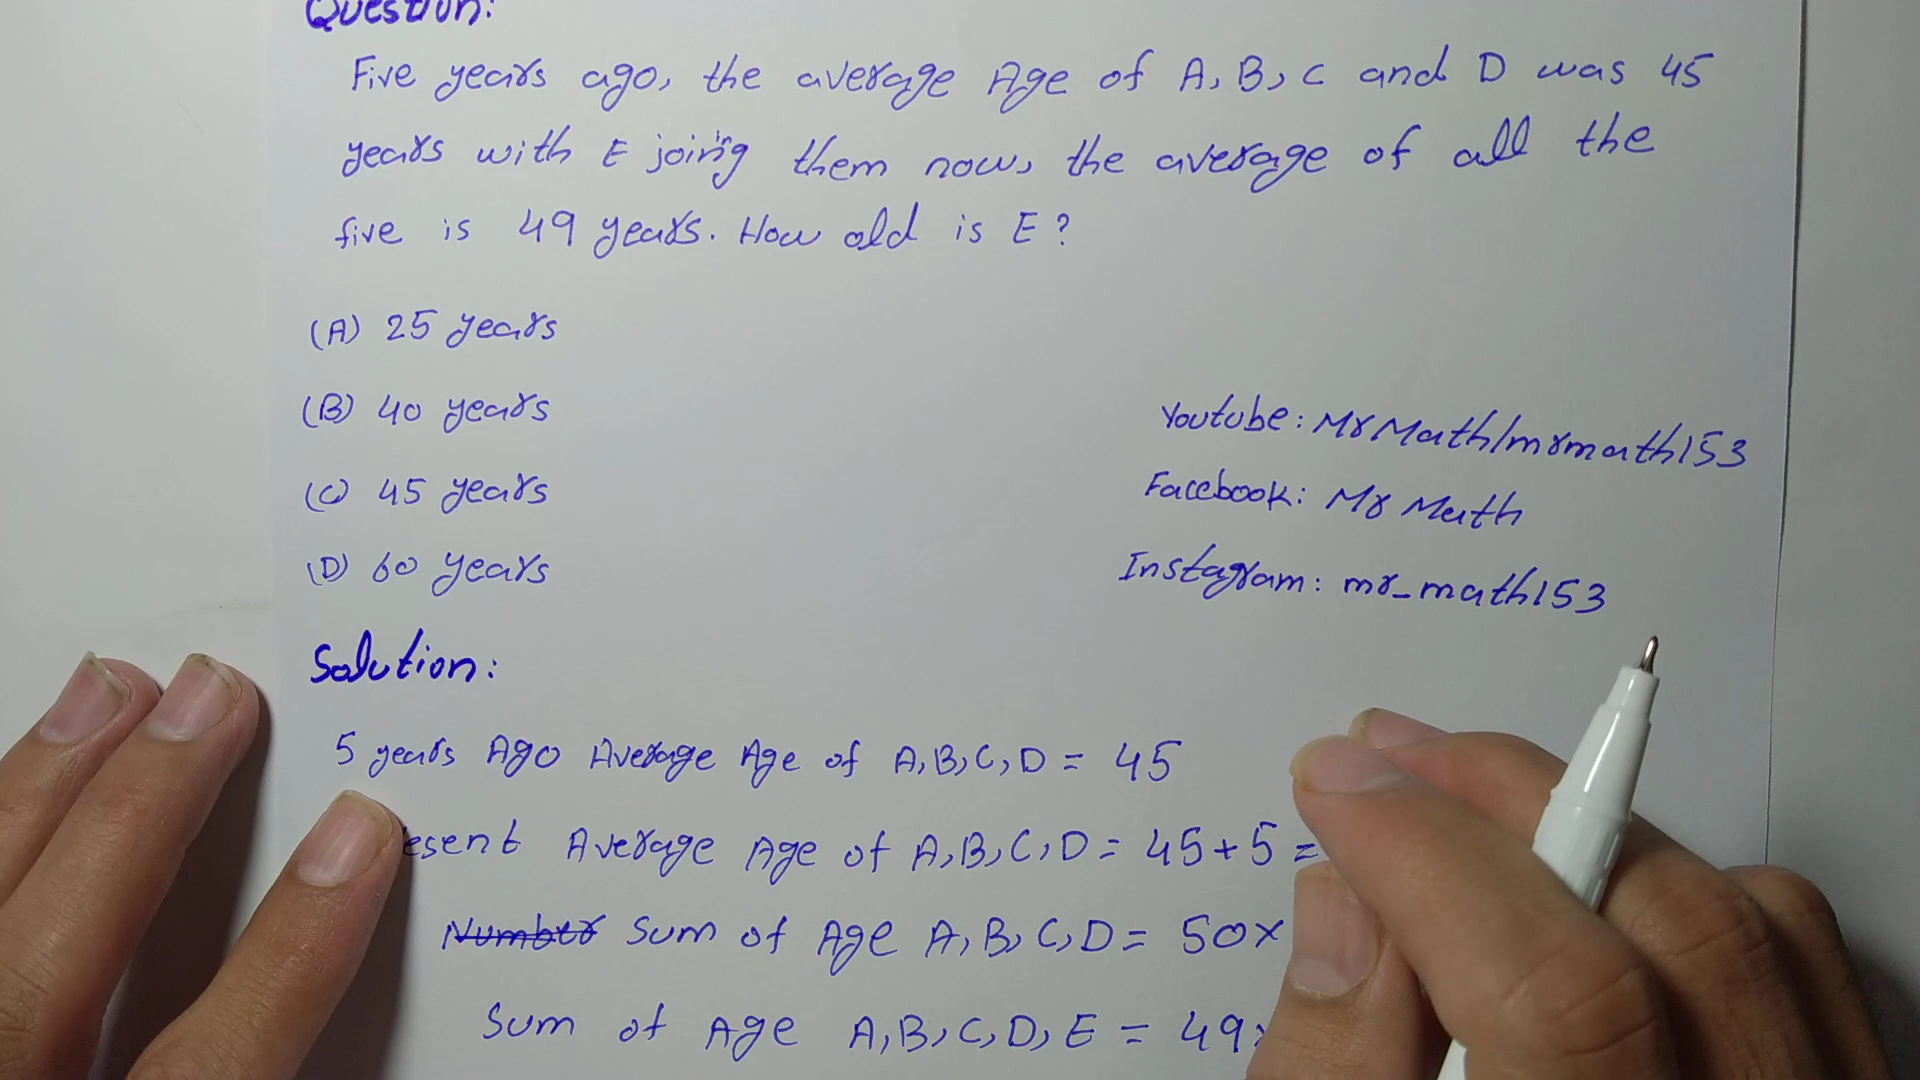 Question:
Five years ago, the average Age of A, B, C and D was 45
years with E joinig them now, the average of all the
five is 49 years. How old is E?
(A) 25 years
(B) 40 years
Youtube: Mr Math/mrmath153
(C) 45 years
Facebook: Mr Math
(D) 60 years
Instagram: mr_math153
Solution:
5 years Ago Average Age of A, B, C, D = 45
esent Average Age of A, B, C, D = 45 + 5 =
Number Sum of Age A, B, C, D = 50x
Sum of Age A, B, C, D, E = 49